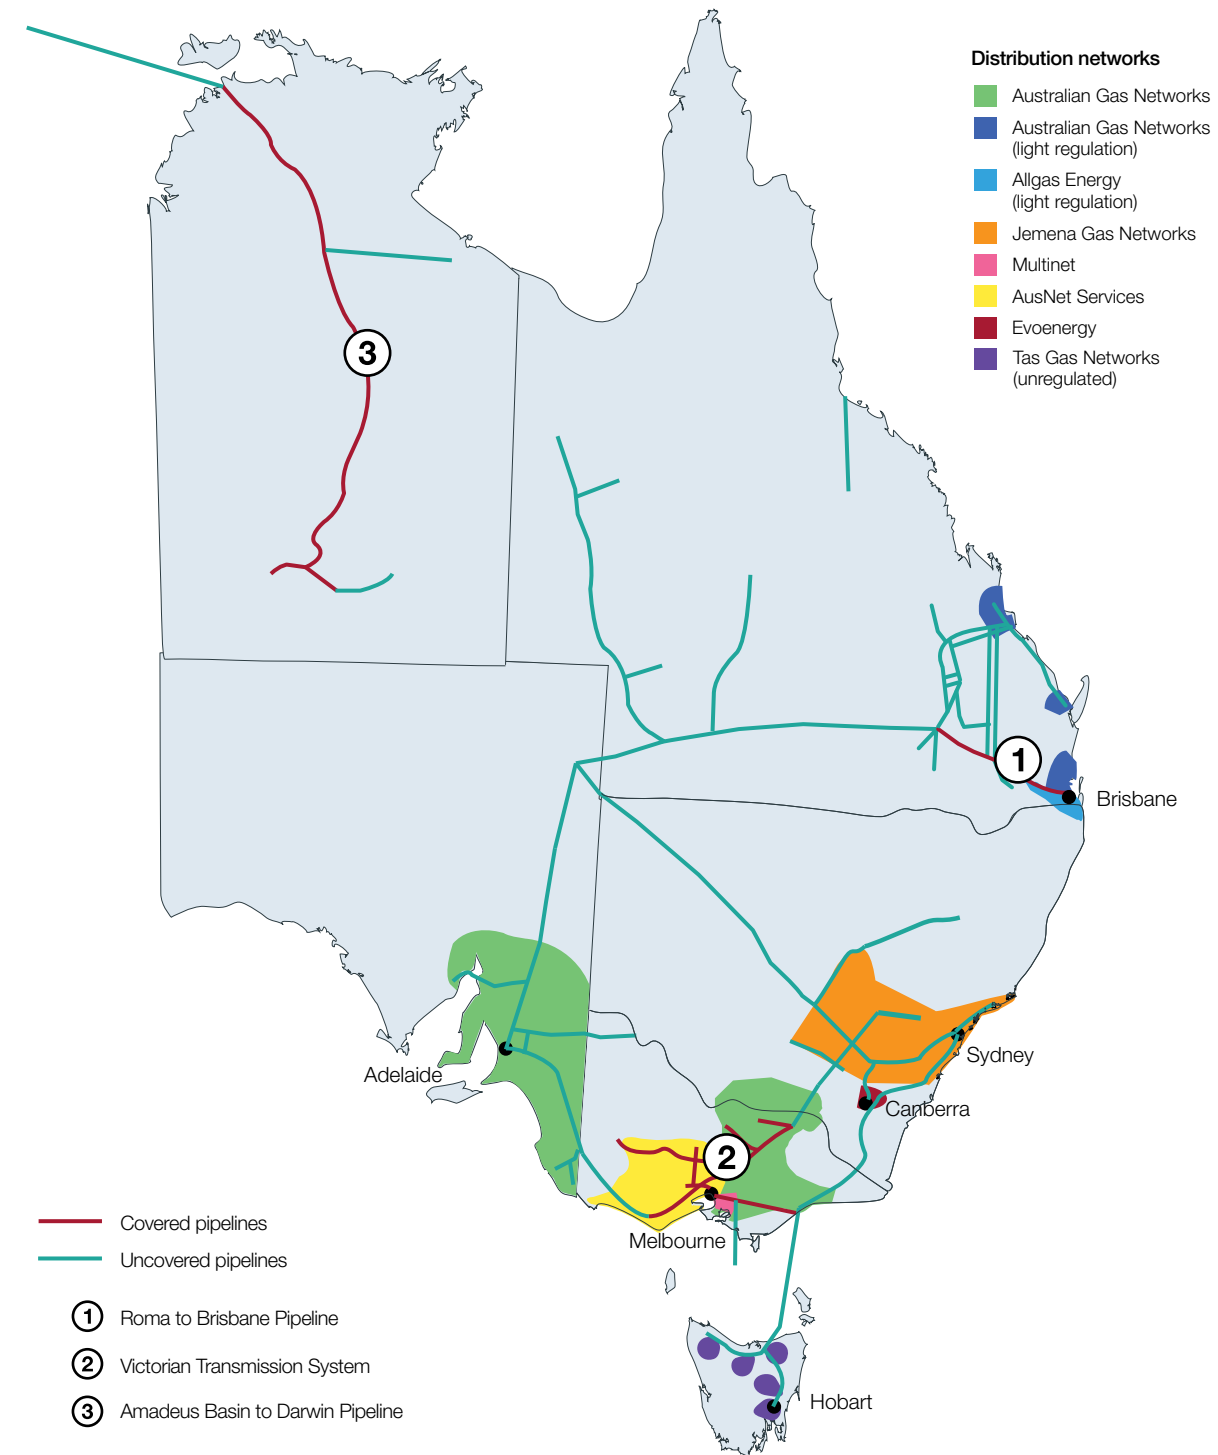 Distribution networks
Australian Gas Networks
Australian Gas Networks
(light regulation)
Allgas Energy
(light regulation)
Jemena Gas Networks
Multinet
AusNet Services
Evoenergy
Tas Gas Networks
(unregulated)
3
1
Brisbane
Sydney
Adelaide
Canberra
2
Melbourne
Hobart
Covered pipelines
Uncovered pipelines
1 Roma to Brisbane Pipeline
2 Victorian Transmission System
3 Amadeus Basin to Darwin Pipeline